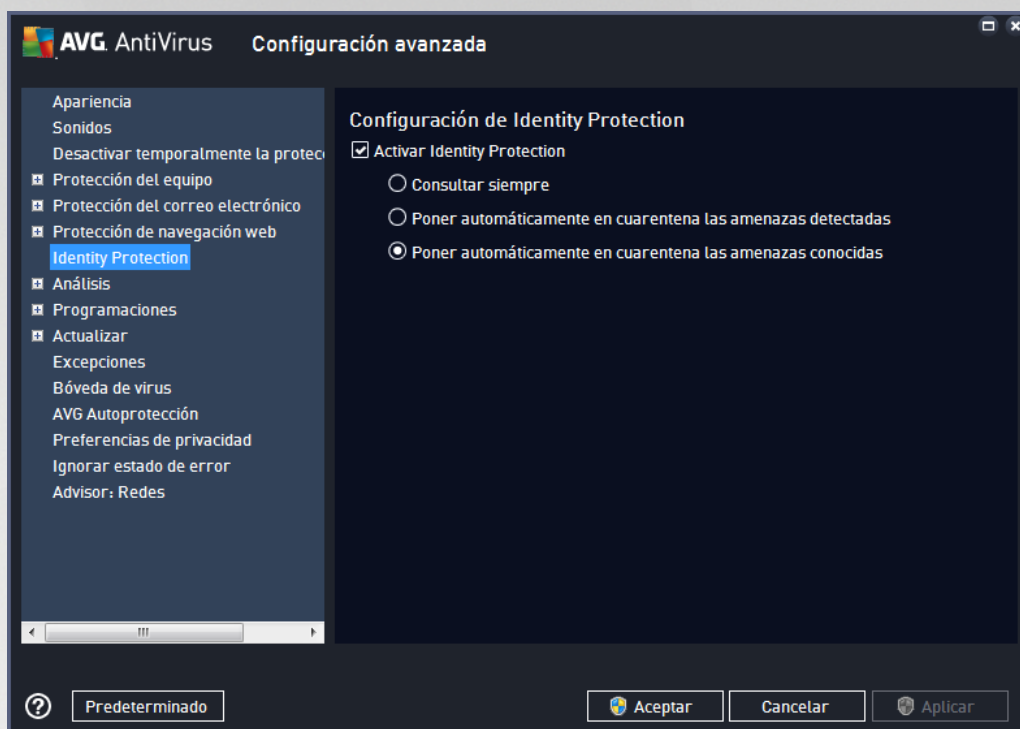 AVG. AntiVirus
Configuración avanzada
Apariencia
Sonidos
Desactivar temporalmente la protec
Protección del equipo
Protección del correo electrónico
Protección de navegación web
Identity Protection
Análisis
Programaciones
Actualizar
Excepciones
Bóveda de virus
AVG Autoprotección
Preferencias de privacidad
Ignorar estado de error
Advisor: Redes
Configuración de Identity Protection
Activar Identity Protection
Consultar siempre
Poner automáticamente en cuarentena las amenazas detectadas
Poner automáticamente en cuarentena las amenazas conocidas
?
Predeterminado
Aceptar
Cancelar
Aplicar